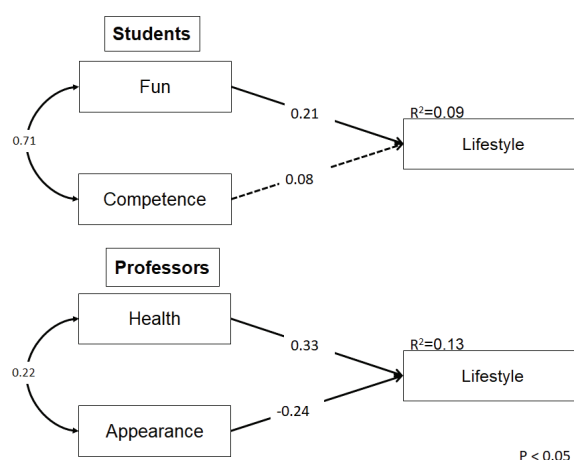 Students
Fun
R²=0.09
0.21
0.71
Lifestyle
0.08
Competence
Professors
Health
R²=0.13
0.33
0.22
Lifestyle
-0.24
Appearance
P < 0.05